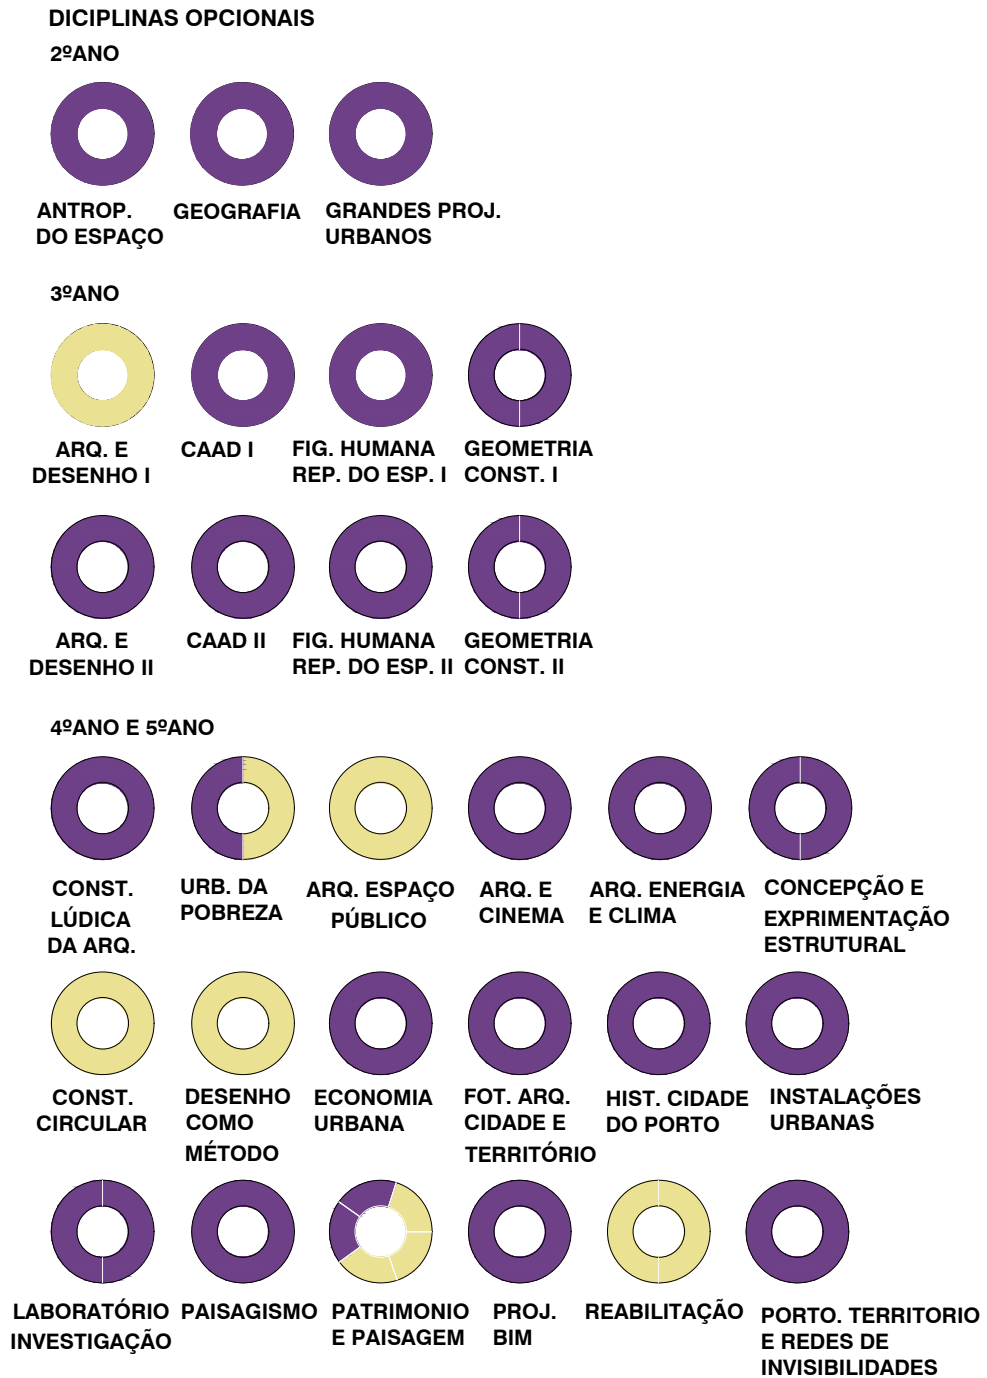 DICIPLINAS OPCIONAIS
2ºANO
ANTROP.
DO ESPAÇO
GEOGRAFIA
GRANDES PROJ.
URBANOS
3ºANO
ARQ. E
DESENHO I
CAAD I
FIG. HUMANA
REP. DO ESP. I
GEOMETRIA
CONST. I
ARQ. E
DESENHO II
CAAD II
FIG. HUMANA
REP. DO ESP. II
GEOMETRIA
CONST. II
4ºANO E 5ºANO
CONST.
LÚDICA
DA ARQ.
URB. DA
POBREZA
ARQ. ESPAÇO
PÚBLICO
ARQ. E
CINEMA
ARQ. ENERGIA
E CLIMA
CONCEPÇÃO E
EXPRIMENTAÇÃO
ESTRUTURAL
CONST.
CIRCULAR
DESENHO
COMO
MÉTODO
ECONOMIA
URBANA
FOT. ARQ.
CIDADE E
TERRITÓRIO
HIST. CIDADE
DO PORTO
INSTALAÇÕES
URBANAS
LABORATÓRIO
INVESTIGAÇÃO
PAISAGISMO
PATRIMONIO
E PAISAGEM
PROJ.
BIM
REABILITAÇÃO
PORTO. TERRITORIO
E REDES DE
INVISIBILIDADES